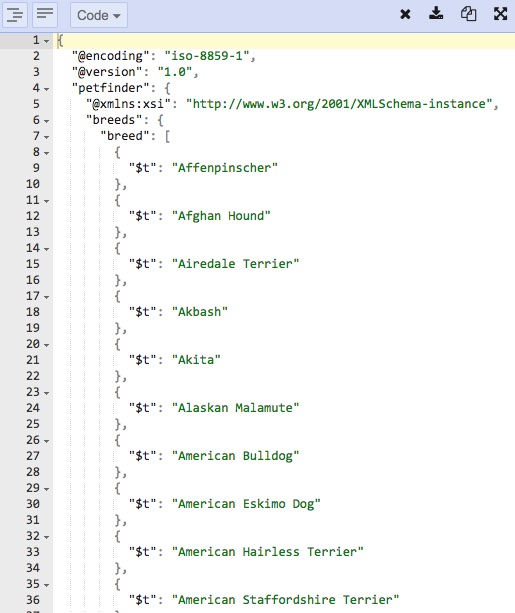 Code
1 {
2 "@encoding": "iso-8859-1",
3 "@version": "1.0",
4 "petfinder": {
5 "@xmlns:xsi": "http://www.w3.org/2001/XMLSchema-instance",
6 "breeds": {
7 "breed": [
8 {
9 "$t": "Affenpinscher"
10 },
11 {
12 "$t": "Afghan Hound"
13 },
14 {
15 "$t": "Airedale Terrier"
16 },
17 {
18 "$t": "Akbash"
19 },
20 {
21 "$t": "Akita"
22 },
23 {
24 "$t": "Alaskan Malamute"
25 },
26 {
27 "$t": "American Bulldog"
28 },
29 {
30 "$t": "American Eskimo Dog"
31 },
32 {
33 "$t": "American Hairless Terrier"
34 },
35 {
36 "$t": "American Staffordshire Terrier"